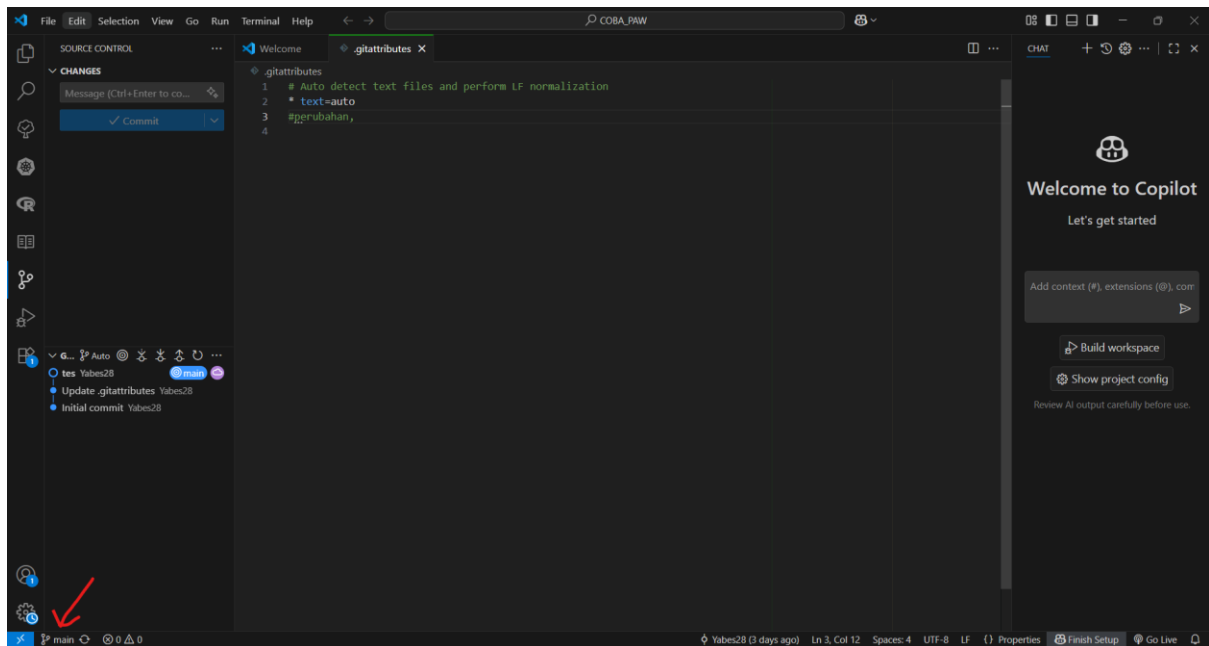 File Edit Selection View Go Run Terminal Help
COBA_PAW
SOURCE CONTROL
CHANGES
Message (Ctrl+Enter to co...
Commit
Welcome
.gitattributes
.gitattributes
1 # Auto detect text files and perform LF normalization
2 * text=auto
3 #perubahan,
4
CHAT
Welcome to Copilot
Let's get started
Add context (#), extensions (@), com
Build workspace
Show project config
Review AI output carefully before use.
G... Auto
tes Yabes28 main
Update .gitattributes Yabes28
Initial commit Yabes28
1
1
main 0 0
Yabes28 (3 days ago) Ln 3, Col 12 Spaces: 4 UTF-8 LF {} Properties Finish Setup Go Live